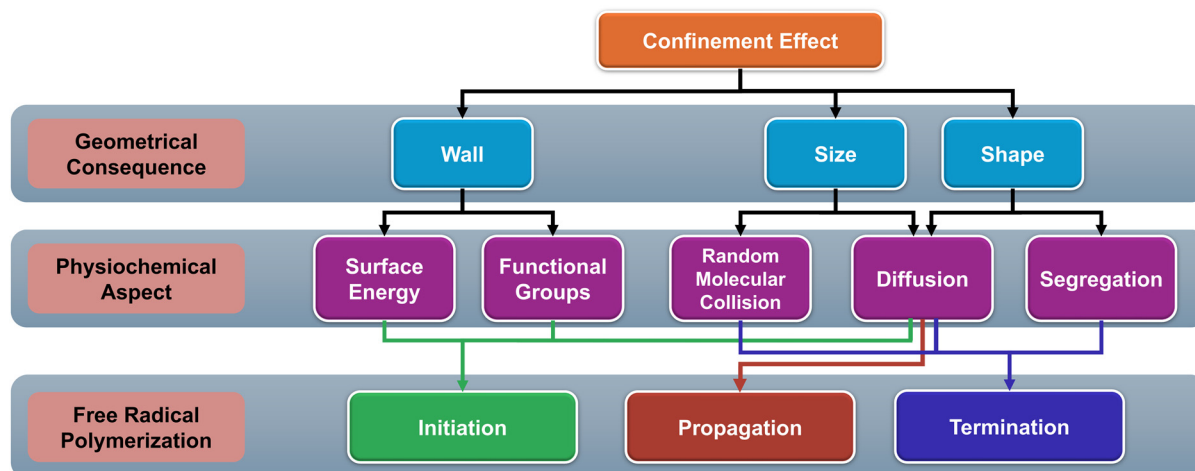 Confinement Effect
Geometrical
Consequence
Wall
Size
Shape
Physiochemical
Aspect
Surface
Energy
Functional
Groups
Random
Molecular
Collision
Diffusion
Segregation
Free Radical
Polymerization
Initiation
Propagation
Termination